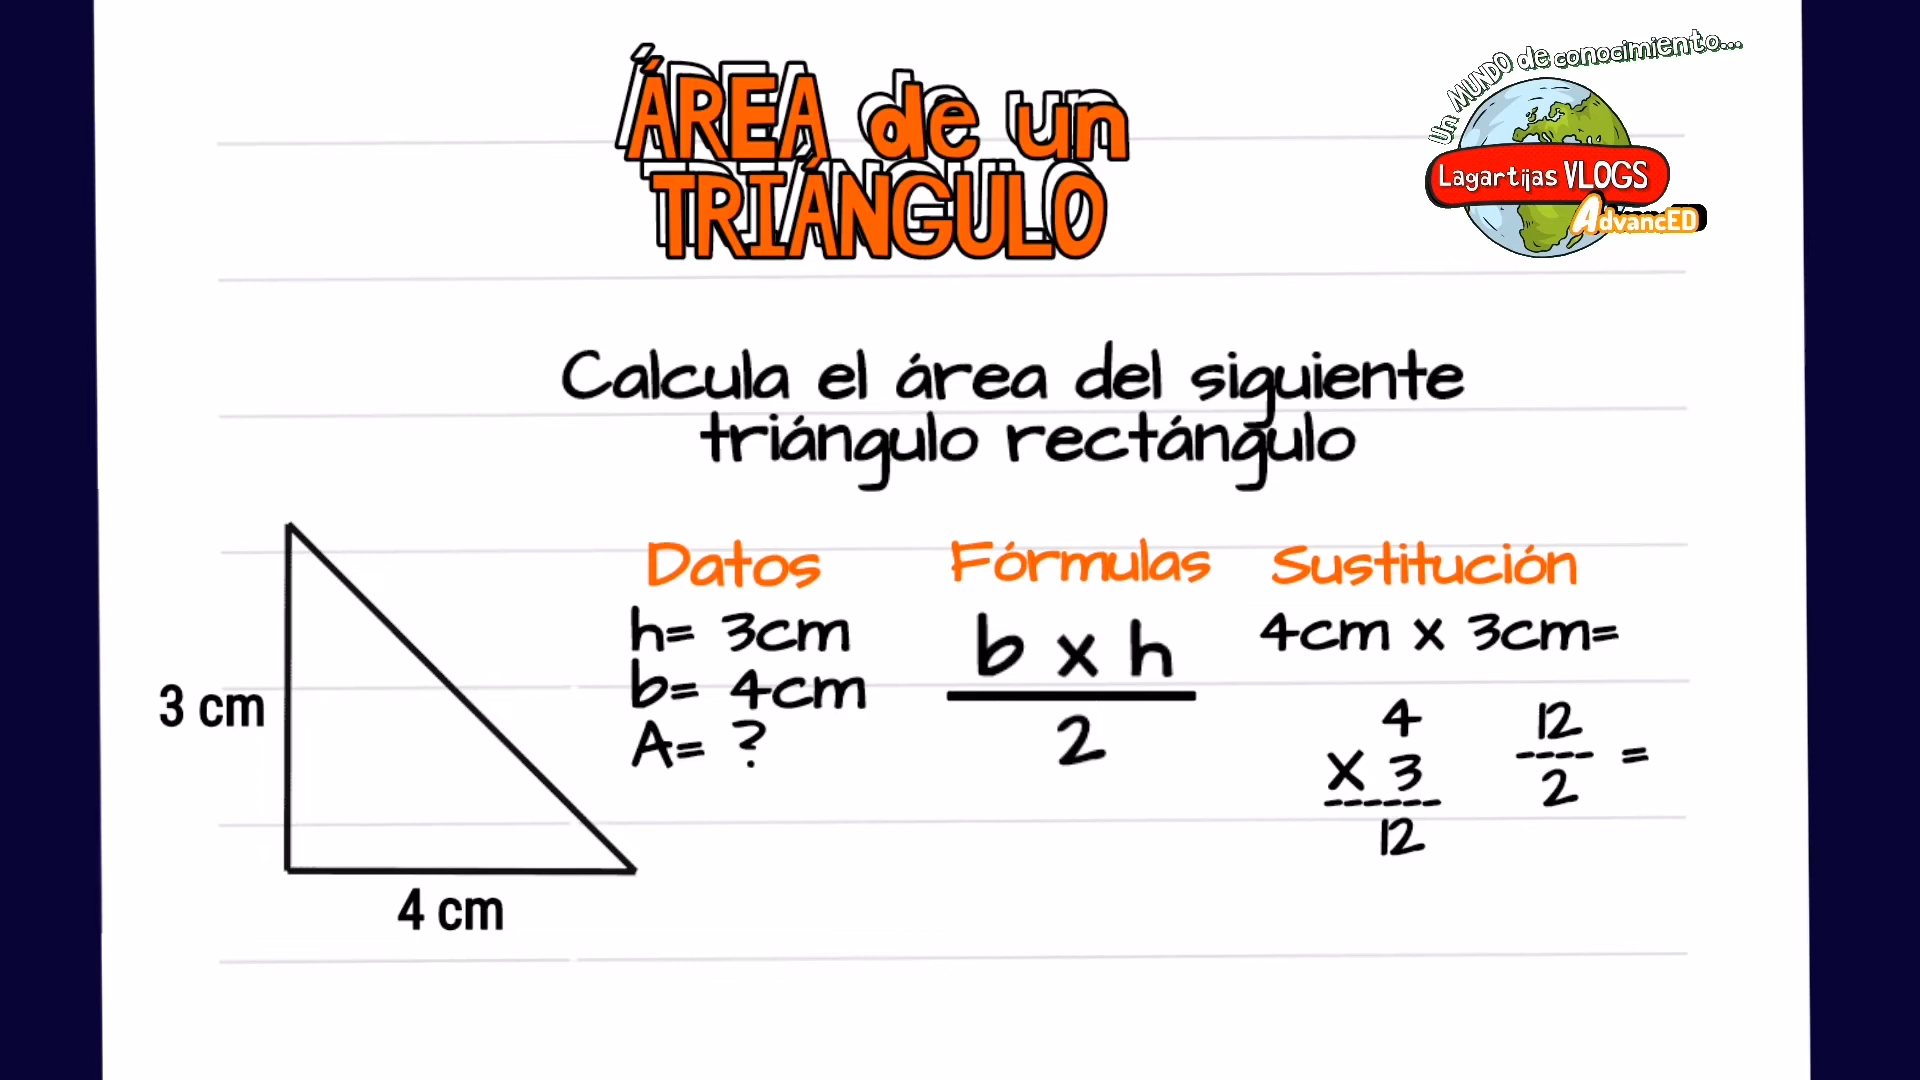 ÁREA de un
TRIÁNGULO
Un MUNDO de conocimiento...
Lagartijas VLOGS
AdvancED
Calcula el área del siguiente
triángulo rectángulo
3 cm
4 cm
Datos
h= 3cm
b= 4cm
A= ?
Fórmulas
b x h
2
Sustitución
4cm x 3cm=
4
x 3
12
12
2
=